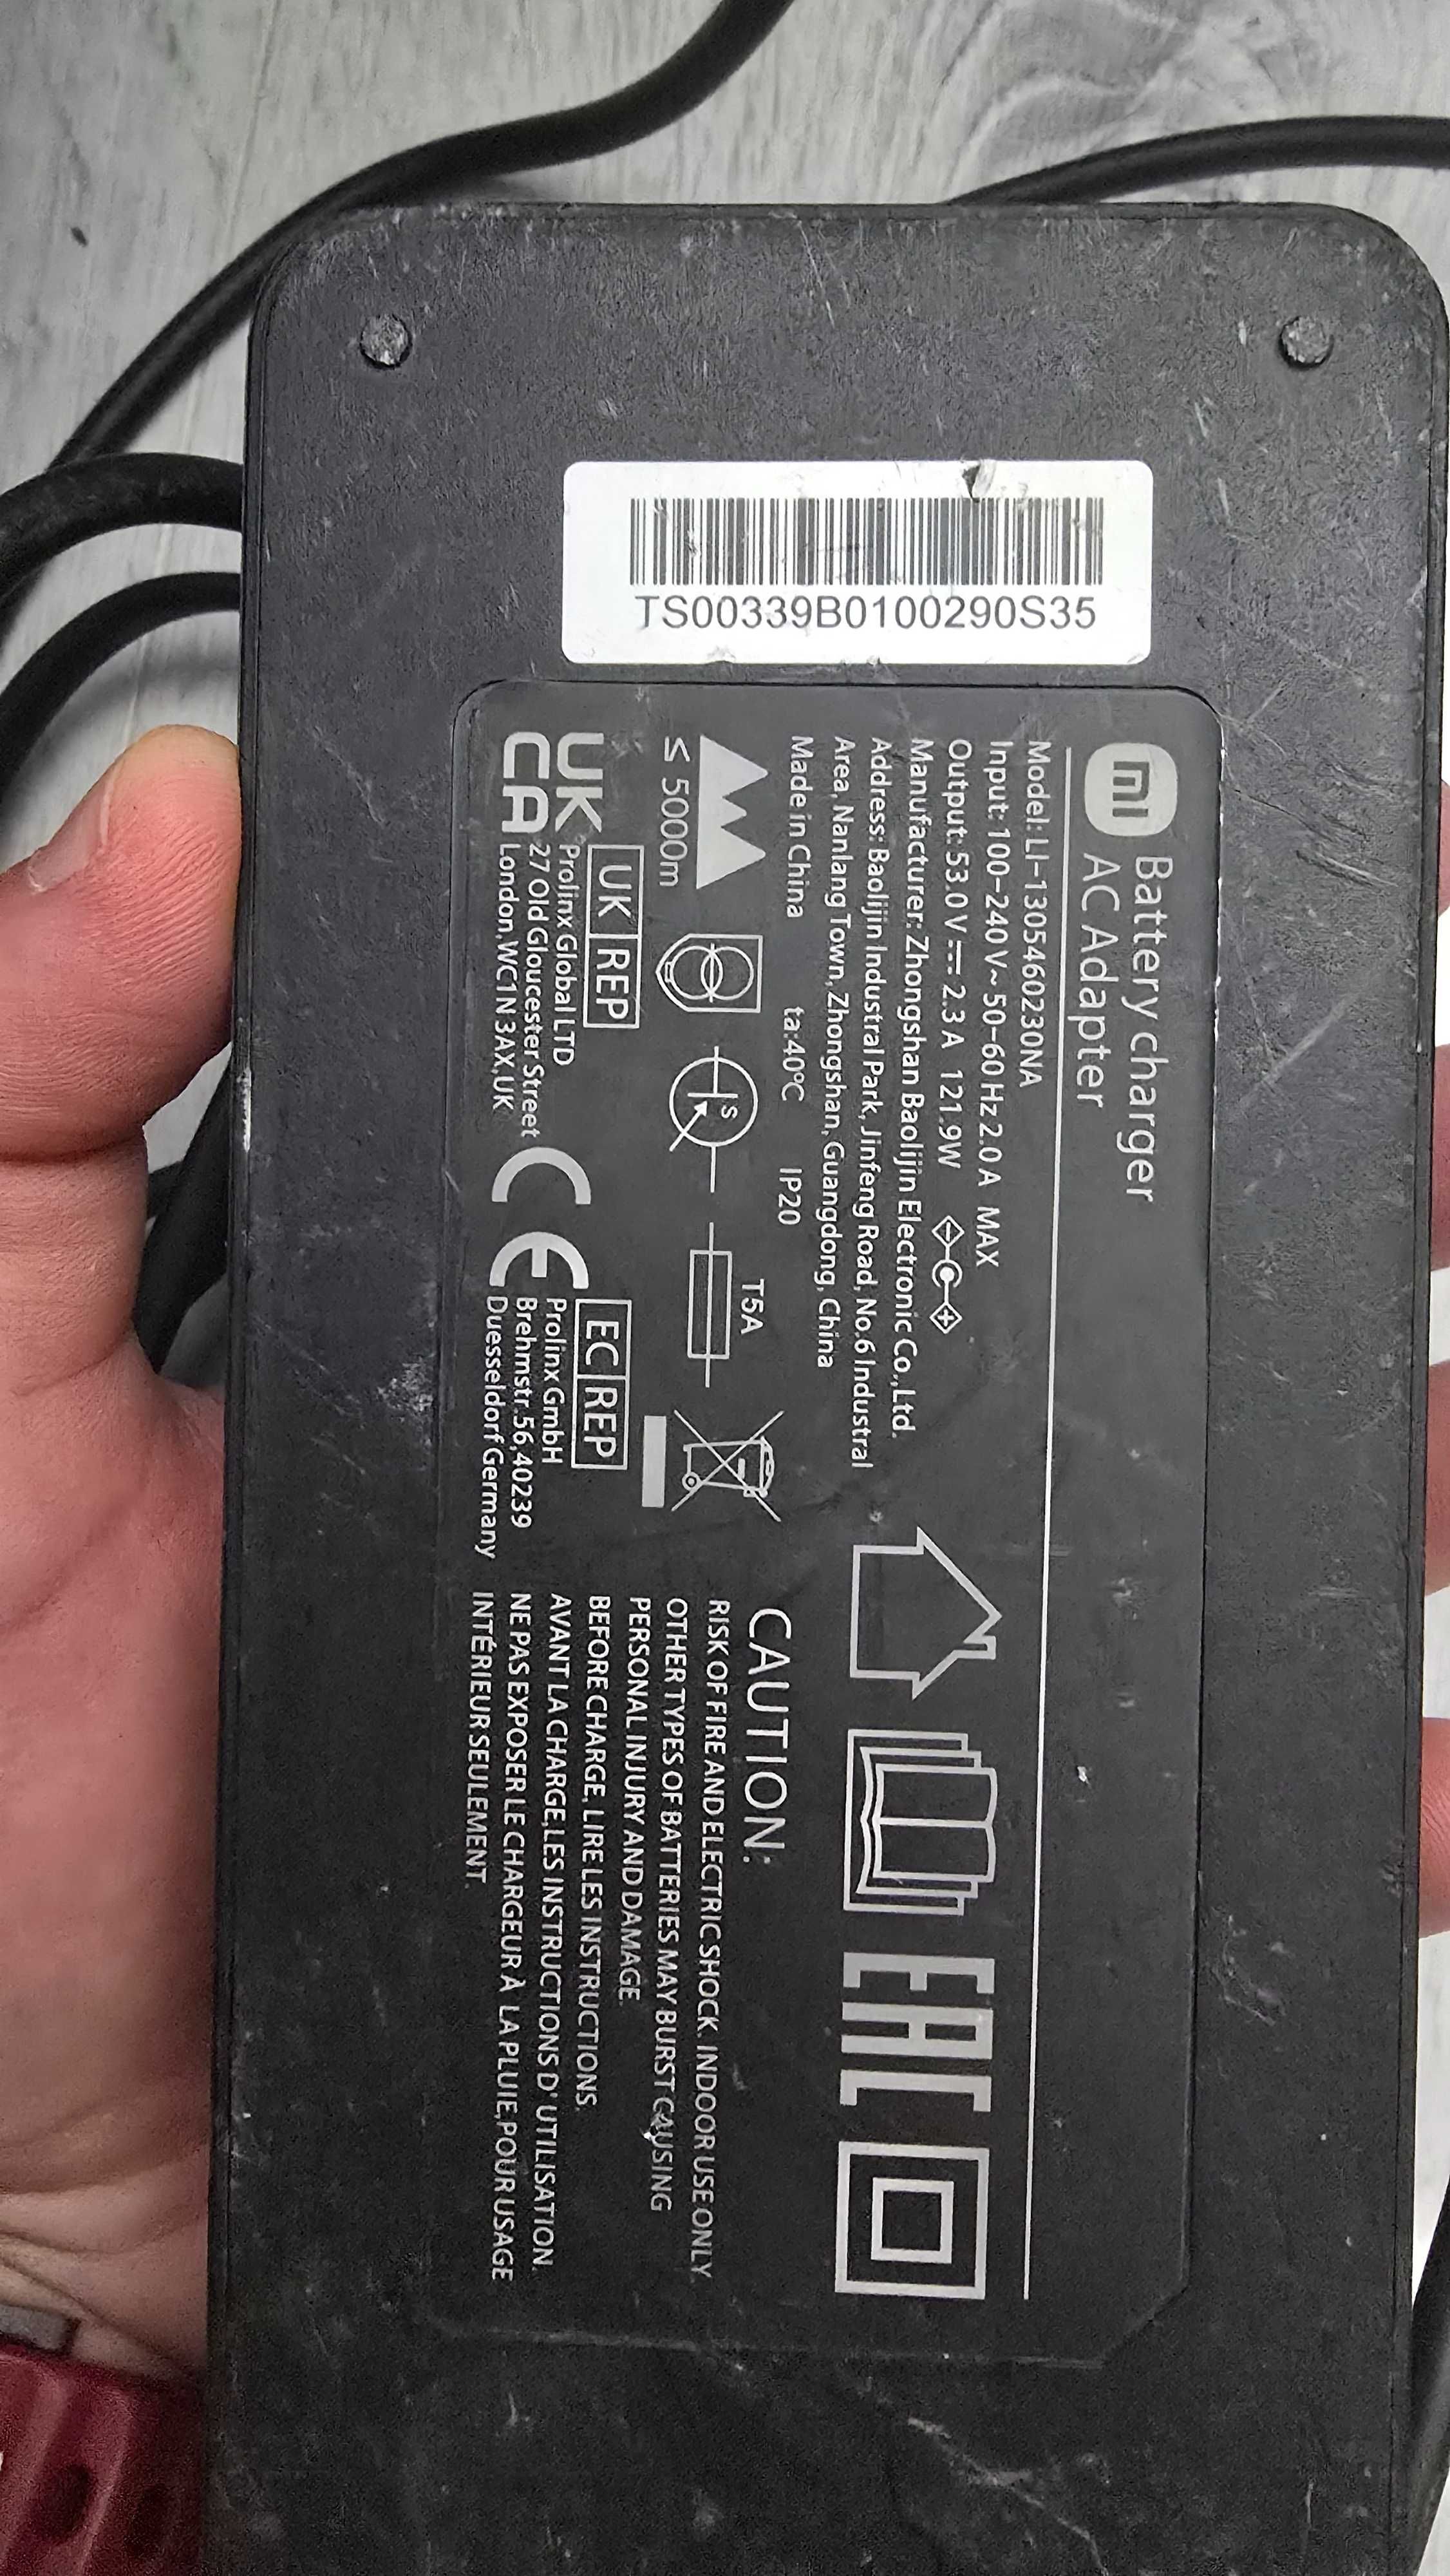 TS00339B0100290S35
mi
Battery charger
AC Adapter
Model: LI-1305460230NA
Input: 100-240 V~ 50-60 Hz 2.0 A MAX
Output: 53.0 V⎓2.3 A 121.9W
Manufacturer: Zhongshan Baolijin Electronic Co.,Ltd.
Address: Baolijin Industrial Park, Jinfeng Road, No.6 Industral
Area, Nanlang Town, Zhongshan, Guangdong, China
Made in China ta:40℃ IP20
≤ 5000m
S
T5A
UK
CA
UK REP
Prolinx Global LTD
27 Old Gloucester Street
London,WC1N 3AX,UK
CE
EC REP
Prolinx GmbH
Brehmstr.56,40239
Duesseldorf Germany
EAC
CAUTION:
RISK OF FIRE AND ELECTRIC SHOCK. INDOOR USE ONLY.
OTHER TYPES OF BATTERIES MAY BURST CAUSING
PERSONAL INJURY AND DAMAGE.
BEFORE CHARGE, LIRE LES INSTRUCTIONS.
AVANT LA CHARGE,LES INSTRUCTIONS D' UTILISATION.
NE PAS EXPOSER LE CHARGEUR À LA PLUIE,POUR USAGE
INTÉRIEUR SEULEMENT.